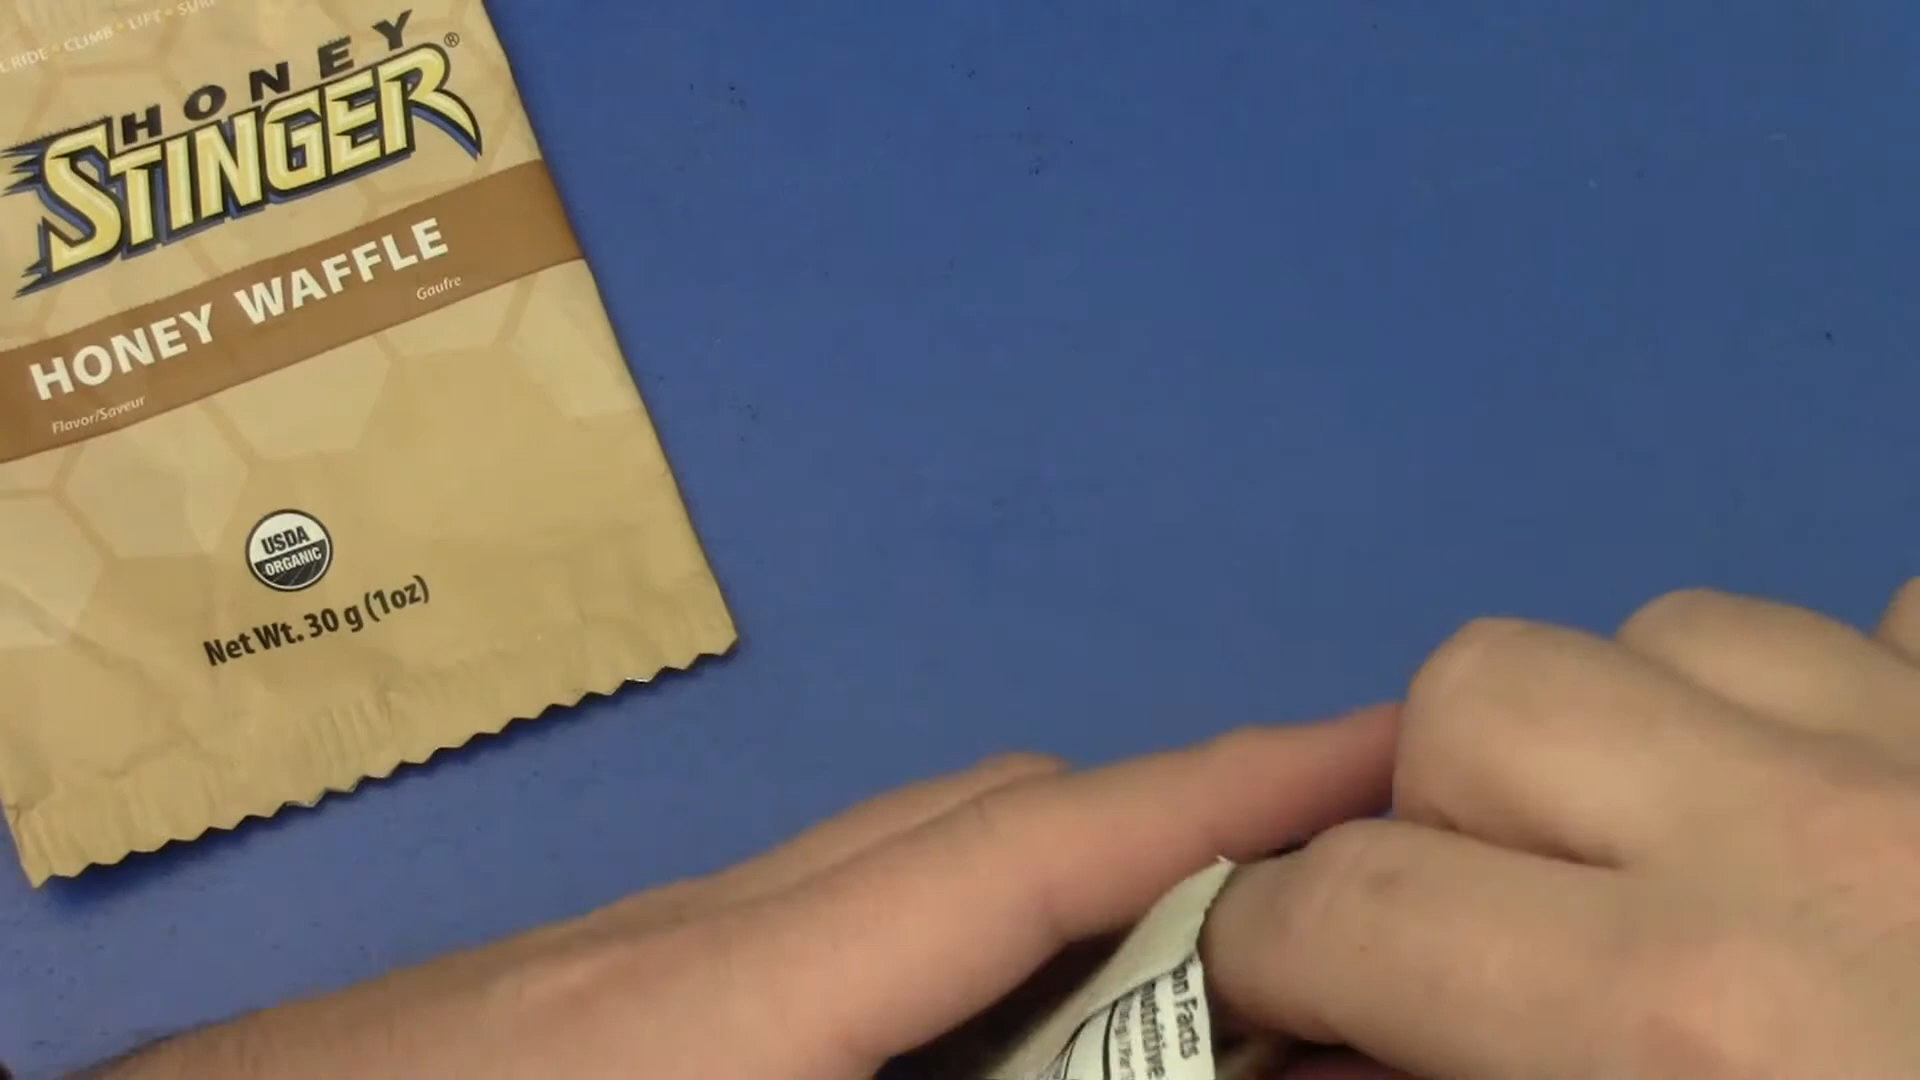 RIDE • CLIMB • LIFT • SURF
HONEY
STINGER®
HONEY WAFFLE
Gaufre
Flavor/Saveur
USDA
ORGANIC
Net Wt. 30 g (1oz)
on Facts
nutritive